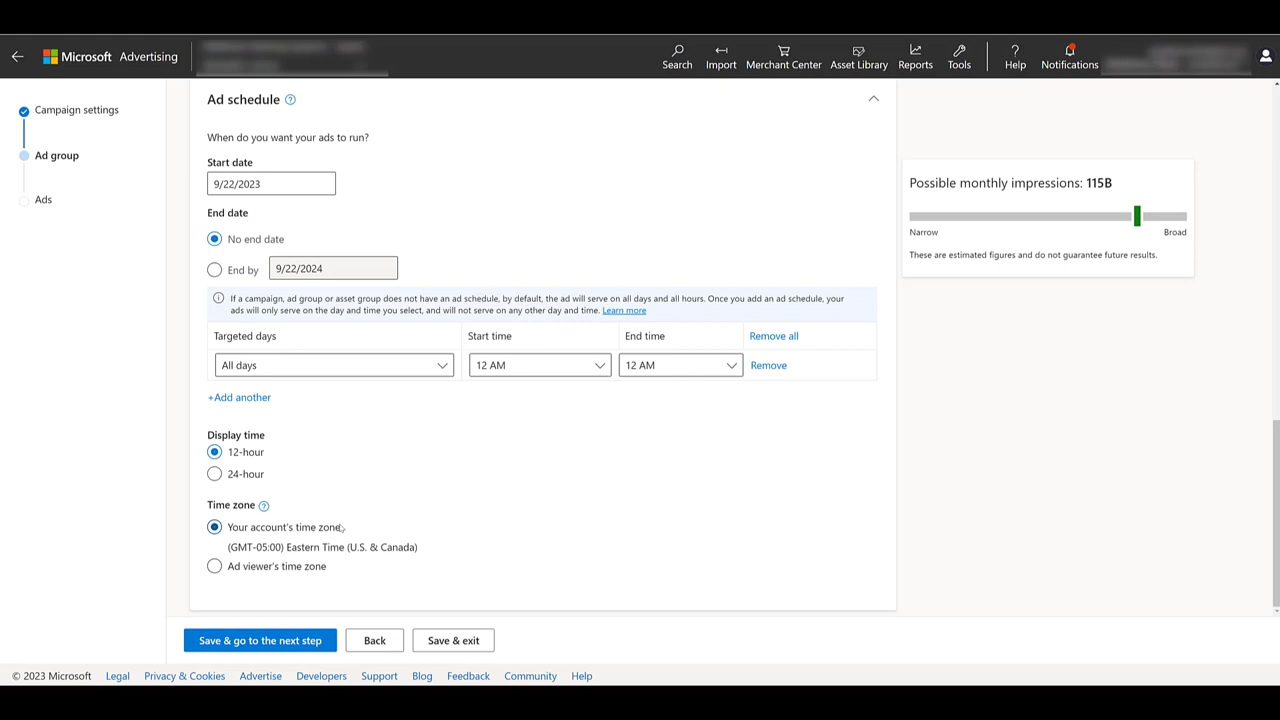 Microsoft Advertising
Search
Import
Merchant Center
Asset Library
Reports
Tools
Help
Notifications
Campaign settings
Ad group
Ads
Ad schedule
When do you want your ads to run?
Start date
9/22/2023
End date
No end date
End by
9/22/2024
If a campaign, ad group or asset group does not have an ad schedule, by default, the ad will serve on all days and all hours. Once you add an ad schedule, your
ads will only serve on the day and time you select, and will not serve on any other day and time. Learn more
Targeted days
Start time
End time
Remove all
All days
12 AM
12 AM
Remove
+Add another
Display time
12-hour
24-hour
Time zone
Your account's time zone
(GMT-05:00) Eastern Time (U.S. & Canada)
Ad viewer's time zone
Possible monthly impressions: 115B
Narrow
Broad
These are estimated figures and do not guarantee future results.
Save & go to the next step
Back
Save & exit
© 2023 Microsoft
Legal
Privacy & Cookies
Advertise
Developers
Support
Blog
Feedback
Community
Help